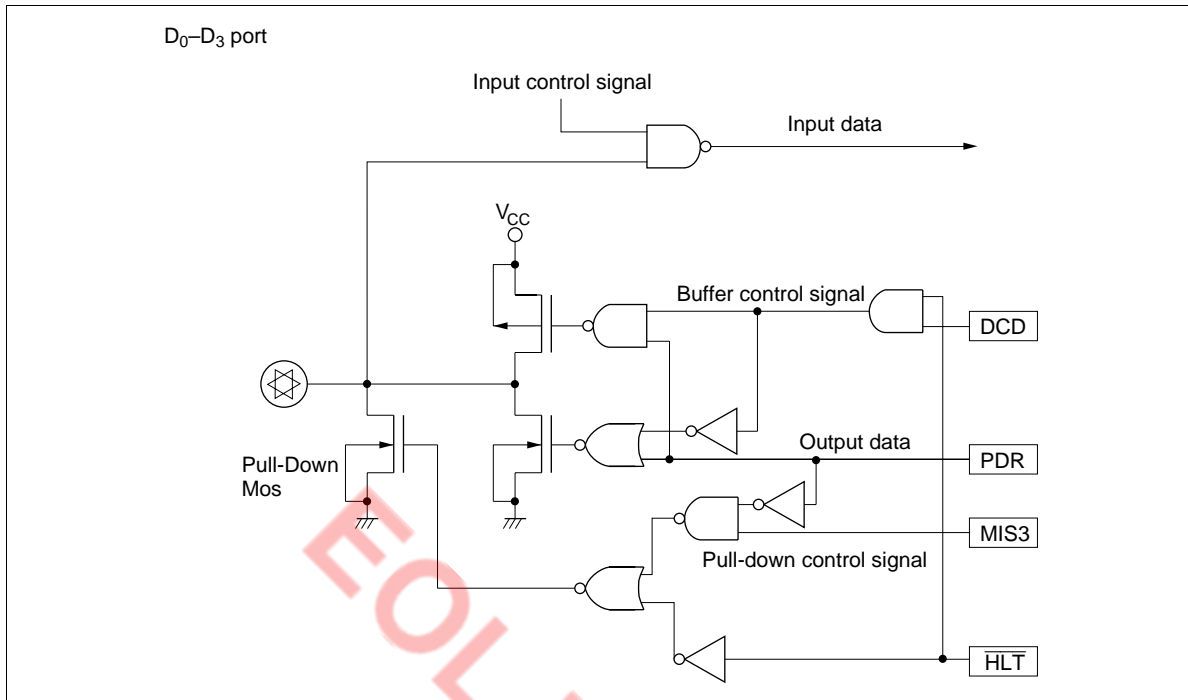 D0–D3 port
Input control signal
Input data
VCC
Buffer control signal
DCD
Output data
PDR
Pull-Down
Mos
MIS3
Pull-down control signal
HLT
EOL